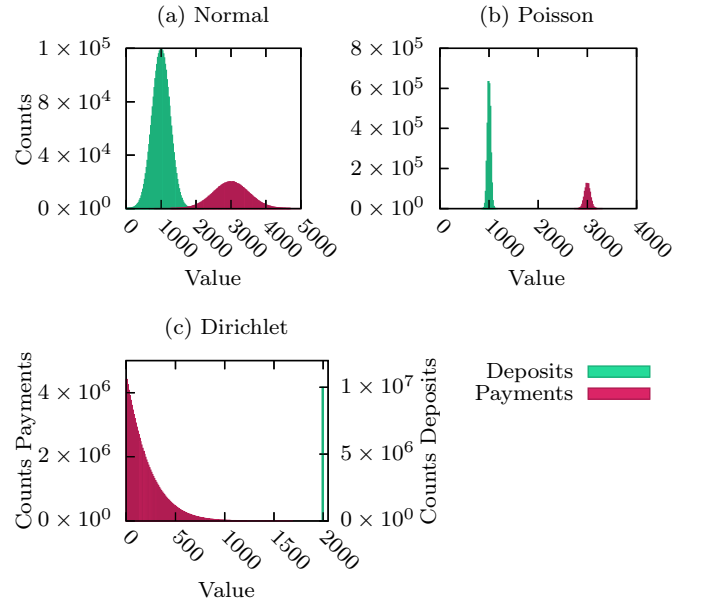 (a) Normal
(b) Poisson
1 × 10^5
8 × 10^4
4 × 10^4
0 × 10^0
Counts
0 1000 2000 3000 4000 5000
Value
8 × 10^5
6 × 10^5
4 × 10^5
2 × 10^5
0 × 10^0
0 1000 2000 3000 4000
Value
(c) Dirichlet
Counts Payments
4 × 10^6
2 × 10^6
0 × 10^0
0 500 1000 1500 2000
Value
1 × 10^7
5 × 10^6
0 × 10^0
Counts Deposits
Deposits
Payments